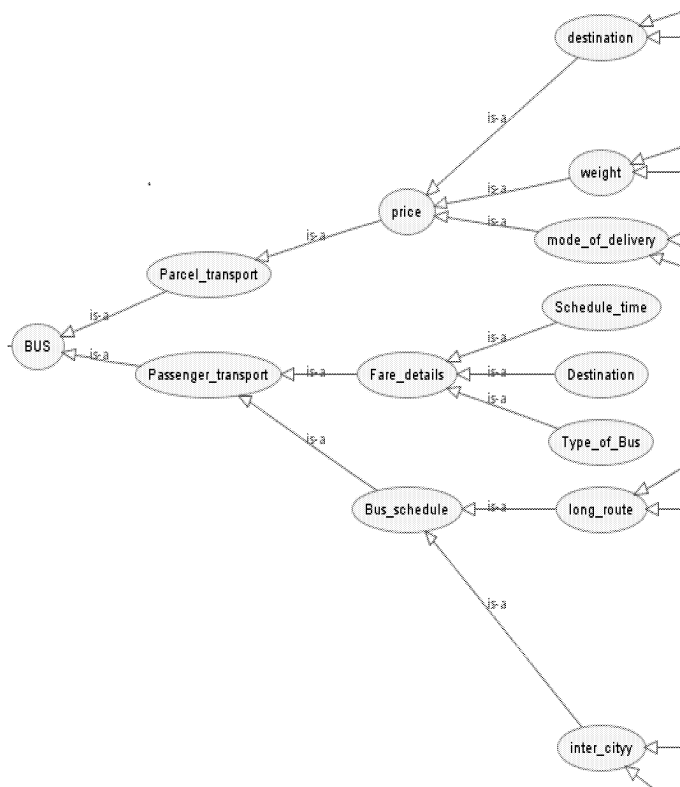 destination
is-a
weight
is-a
price
is-a
mode_of_delivery
is-a
Parcel_transport
Schedule_time
is-a
is-a
BUS
is-a
Passenger_transport
is-a
Fare_details
is-a
Destination
is-a
Type_of_Bus
is-a
Bus_schedule
is-a
long_route
is-a
inter_cityy